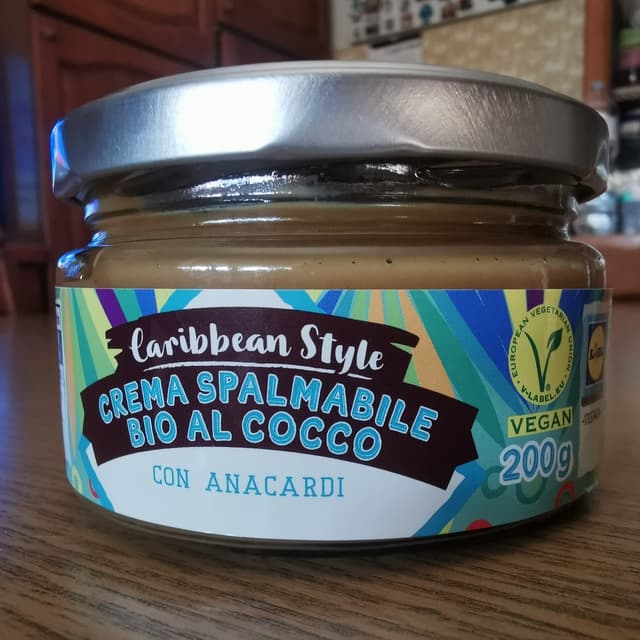 Caribbean Style
CREMA SPALMABILE
BIO AL COCCO
CON ANACARDI
EUROPEAN VEGETARIAN UNION
V-LABEL.EU
VEGAN
200g